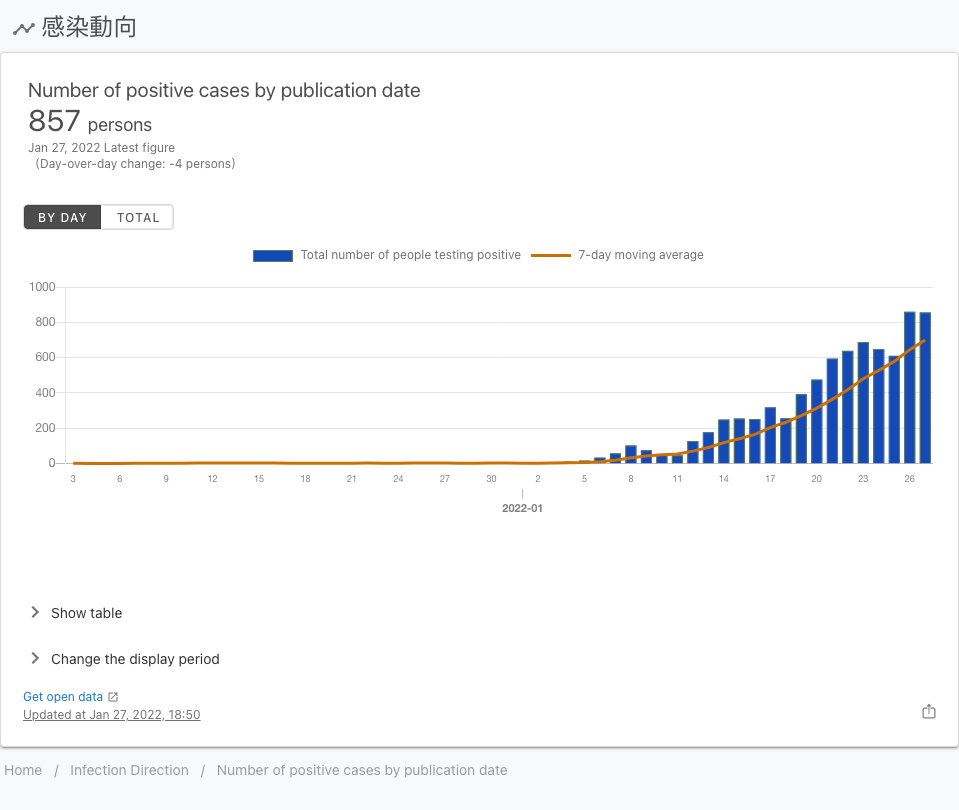 感染動向
Number of positive cases by publication date
857 persons
Jan 27, 2022 Latest figure
(Day-over-day change: -4 persons)
BY DAY TOTAL
Total number of people testing positive 7-day moving average
1000
800
600
400
200
0
3 6 9 12 15 18 21 24 27 30 2 5 8 11 14 17 20 23 26
2022-01
Show table
Change the display period
Get open data
Updated at Jan 27, 2022, 18:50
Home / Infection Direction / Number of positive cases by publication date